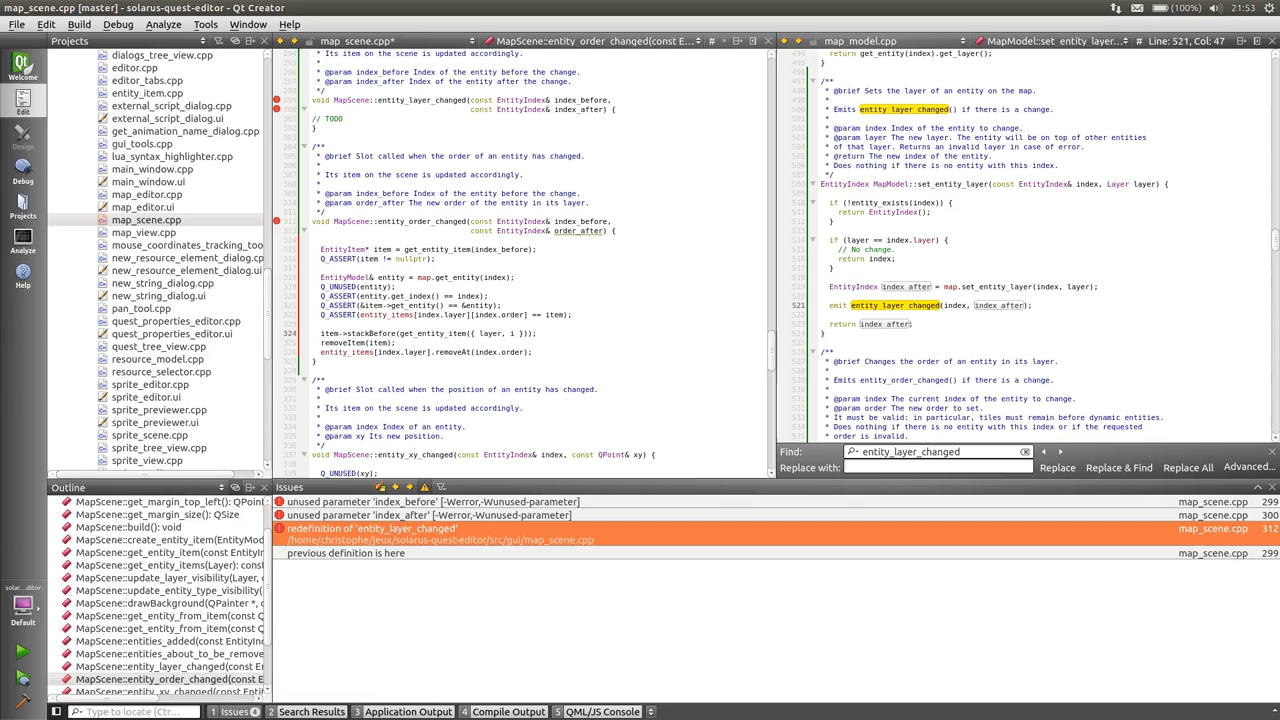 map_scene.cpp [master] - solarus-quest-editor - Qt Creator
(100%) 21:53
File Edit Build Debug Analyze Tools Window Help
Projects
map_scene.cpp*
MapScene::entity_order_changed(const E...
#
map_model.cpp
MapModel::set_entity_layer...
# Line: 521, Col: 47
Welcome
Edit
Design
Debug
Projects
Analyze
Help
dialogs_tree_view.cpp
editor.cpp
editor_tabs.cpp
entity_item.cpp
external_script_dialog.cpp
external_script_dialog.ui
get_animation_name_dialog.cpp
gui_tools.cpp
lua_syntax_highlighter.cpp
main_window.cpp
main_window.ui
map_editor.cpp
map_editor.ui
map_scene.cpp
map_view.cpp
mouse_coordinates_tracking_too
new_resource_element_dialog.cp
new_resource_element_dialog.ui
new_string_dialog.cpp
new_string_dialog.ui
pan_tool.cpp
quest_properties_editor.cpp
quest_properties_editor.ui
quest_tree_view.cpp
resource_model.cpp
resource_selector.cpp
sprite_editor.cpp
sprite_editor.ui
sprite_previewer.cpp
sprite_previewer.ui
sprite_scene.cpp
sprite_tree_view.cpp
sprite_view.cpp
* Its item on the scene is updated accordingly.
*
* @param index_before Index of the entity before the change.
* @param index_after Index of the entity after the change.
*/
void MapScene::entity_layer_changed(const EntityIndex& index_before,
const EntityIndex& index_after) {
// TODO
}
/**
* @brief Slot called when the order of an entity has changed.
*
* Its item on the scene is updated accordingly.
*
* @param index_before Index of the entity before the change.
* @param order_after The new order of the entity in its layer.
*/
void MapScene::entity_order_changed(const EntityIndex& index_before,
const EntityIndex& order_after) {
EntityItem* item = get_entity_item(index_before);
Q_ASSERT(item != nullptr);
EntityModel& entity = map.get_entity(index);
Q_UNUSED(entity);
Q_ASSERT(entity.get_index() == index);
Q_ASSERT(&item->get_entity() == &entity);
Q_ASSERT(entity_items[index.layer][index.order] == item);
324 item->stackBefore(get_entity_item({ layer, i }));
removeItem(item);
entity_items[index.layer].removeAt(index.order);
}
/**
* @brief Slot called when the position of an entity has changed.
*
* Its item on the scene is updated accordingly.
*
* @param index Index of an entity.
* @param xy Its new position.
*/
void MapScene::entity_xy_changed(const EntityIndex& index, const QPoint& xy) {
Q_UNUSED(xy);
return get_entity(index).get_layer();
}
/**
* @brief Sets the layer of an entity on the map.
*
* Emits entity_layer_changed() if there is a change.
*
* @param index Index of the entity to change.
* @param layer The new layer. The entity will be on top of other entities
* of that layer. Returns an invalid layer in case of error.
* @return The new index of the entity.
* Does nothing if there is no entity with this index.
*/
EntityIndex MapModel::set_entity_layer(const EntityIndex& index, Layer layer) {
if (!entity_exists(index)) {
return EntityIndex();
}
if (layer == index.layer) {
// No change.
return index;
}
EntityIndex index_after = map.set_entity_layer(index, layer);
521 emit entity_layer_changed(index, index_after);
return index_after;
}
/**
* @brief Changes the order of an entity in its layer.
*
* Emits entity_order_changed() if there is a change.
*
* @param index The current index of the entity to change.
* @param order The new order to set.
* It must be valid: in particular, tiles must remain before dynamic entities.
* Does nothing if there is no entity with this index or if the requested
* order is invalid.
Find: entity_layer_changed
Replace with: Replace Replace & Find Replace All Advanced...
Outline
MapScene::get_margin_top_left(): QPoint
MapScene::get_margin_size(): QSize
MapScene::build(): void
MapScene::create_entity_item(EntityMod
MapScene::get_entity_item(const EntityIn
MapScene::get_entity_items(Layer): const
MapScene::update_layer_visibility(Layer,
MapScene::update_entity_type_visibility(
MapScene::drawBackground(QPainter *, c
MapScene::get_entity_from_item(const Q
MapScene::get_entity_from_item(const Q
MapScene::entities_added(const EntityIn
MapScene::entities_about_to_be_remove
MapScene::entity_layer_changed(const E
MapScene::entity_order_changed(const E
MapScene::entity_xy_changed(const Entit
Issues
unused parameter 'index_before' [-Werror,-Wunused-parameter] map_scene.cpp 299
unused parameter 'index_after' [-Werror,-Wunused-parameter] map_scene.cpp 300
redefinition of 'entity_layer_changed' map_scene.cpp 312
/home/christophe/jeux/solarus-quest-editor/src/gui/map_scene.cpp
previous definition is here map_scene.cpp 299
solar...ditor
Default
Type to locate (Ctrl... 1 Issues 4 2 Search Results 3 Application Output 4 Compile Output 5 QML/JS Console